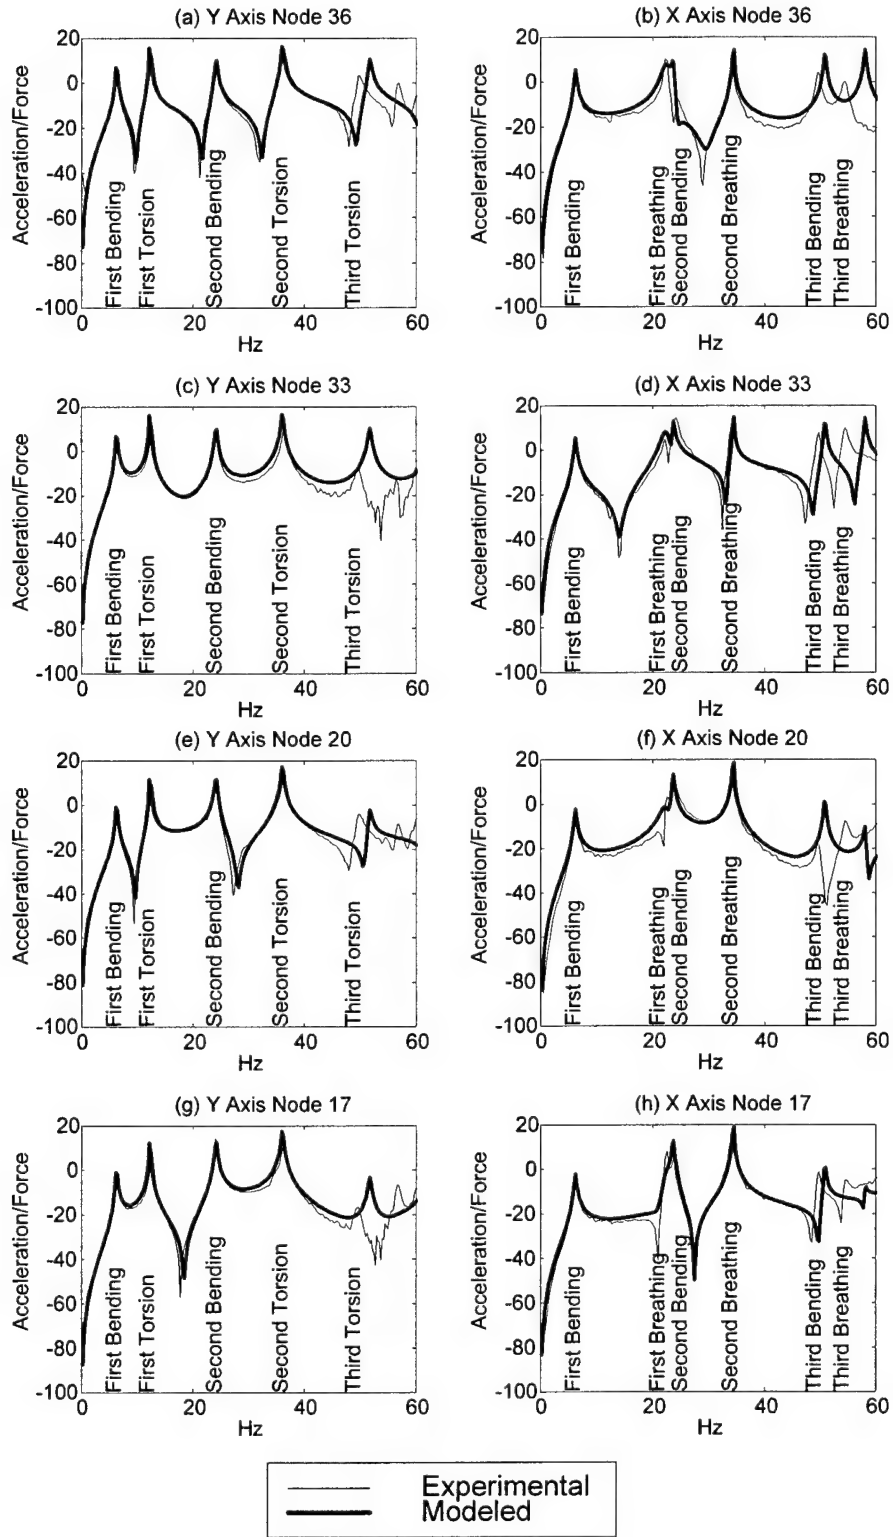 (a) Y Axis Node 36
20
0
-20
-40
-60
-80
-100
Acceleration/Force
First Bending
First Torsion
Second Bending
Second Torsion
Third Torsion
0
20
40
60
Hz
(b) X Axis Node 36
20
0
-20
-40
-60
-80
-100
Acceleration/Force
First Bending
First Breathing
Second Bending
Second Breathing
Third Bending
Third Breathing
0
20
40
60
Hz
(c) Y Axis Node 33
20
0
-20
-40
-60
-80
-100
Acceleration/Force
First Bending
First Torsion
Second Bending
Second Torsion
Third Torsion
0
20
40
60
Hz
(d) X Axis Node 33
20
0
-20
-40
-60
-80
-100
Acceleration/Force
First Bending
First Breathing
Second Bending
Second Breathing
Third Bending
Third Breathing
0
20
40
60
Hz
(e) Y Axis Node 20
20
0
-20
-40
-60
-80
-100
Acceleration/Force
First Bending
First Torsion
Second Bending
Second Torsion
Third Torsion
0
20
40
60
Hz
(f) X Axis Node 20
20
0
-20
-40
-60
-80
-100
Acceleration/Force
First Bending
First Breathing
Second Bending
Second Breathing
Third Bending
Third Breathing
0
20
40
60
Hz
(g) Y Axis Node 17
20
0
-20
-40
-60
-80
-100
Acceleration/Force
First Bending
First Torsion
Second Bending
Second Torsion
Third Torsion
0
20
40
60
Hz
(h) X Axis Node 17
20
0
-20
-40
-60
-80
-100
Acceleration/Force
First Bending
First Breathing
Second Bending
Second Breathing
Third Bending
Third Breathing
0
20
40
60
Hz
Experimental
Modeled